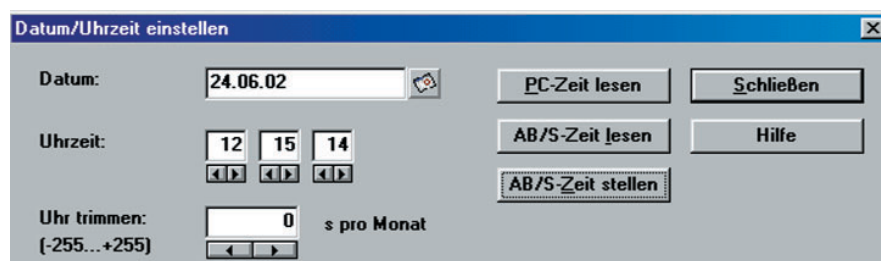 Datum/Uhrzeit einstellen
Datum:
24.06.02
PC-Zeit lesen
Schließen
Uhrzeit:
12 15 14
AB/S-Zeit lesen
Hilfe
AB/S-Zeit stellen
Uhr trimmen:
0 s pro Monat
(-255...+255)